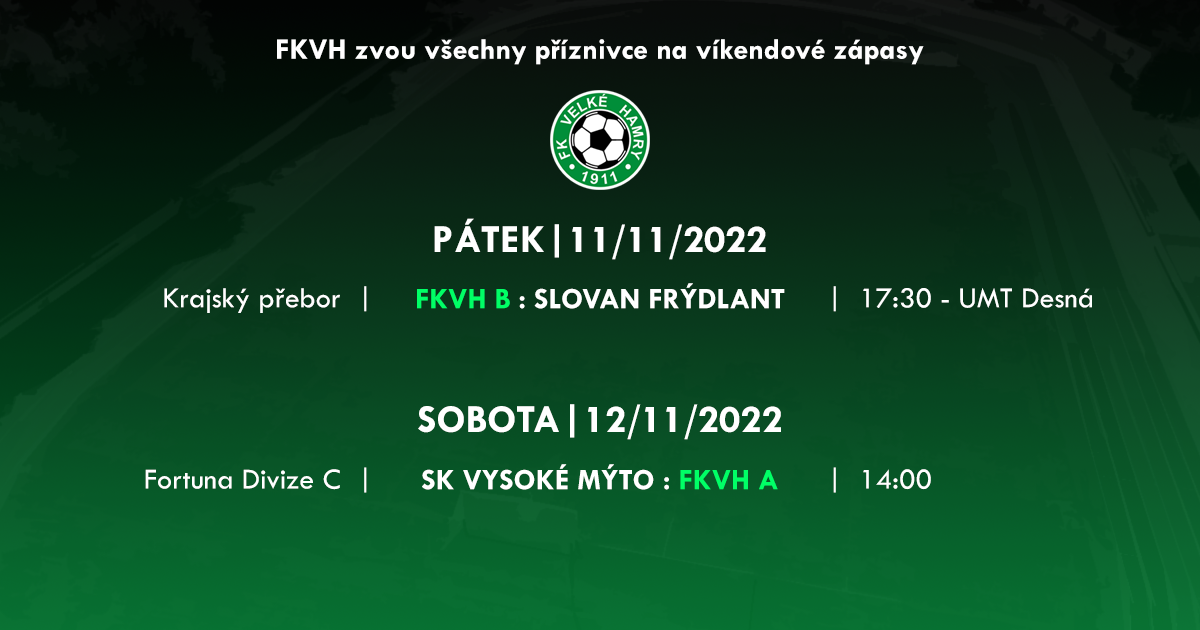 FKVH zvou všechny příznivce na víkendové zápasy
FK VELKÉ HAMRY
• 1911 •
PÁTEK|11/11/2022
Krajský přebor | FKVH B : SLOVAN FRÝDLANT | 17:30 - UMT Desná
SOBOTA|12/11/2022
Fortuna Divize C | SK VYSOKÉ MÝTO : FKVH A | 14:00